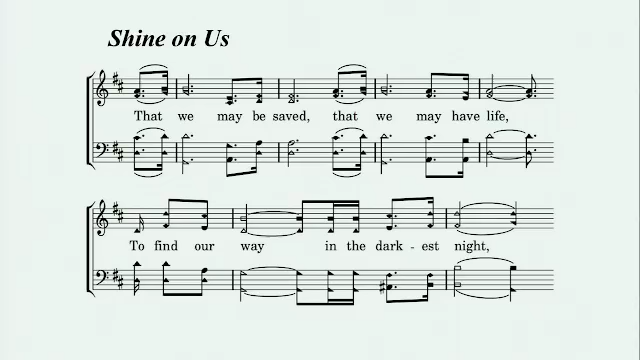 Shine on Us
That we may be saved, that we may have life,
To find our way in the dark - est night,